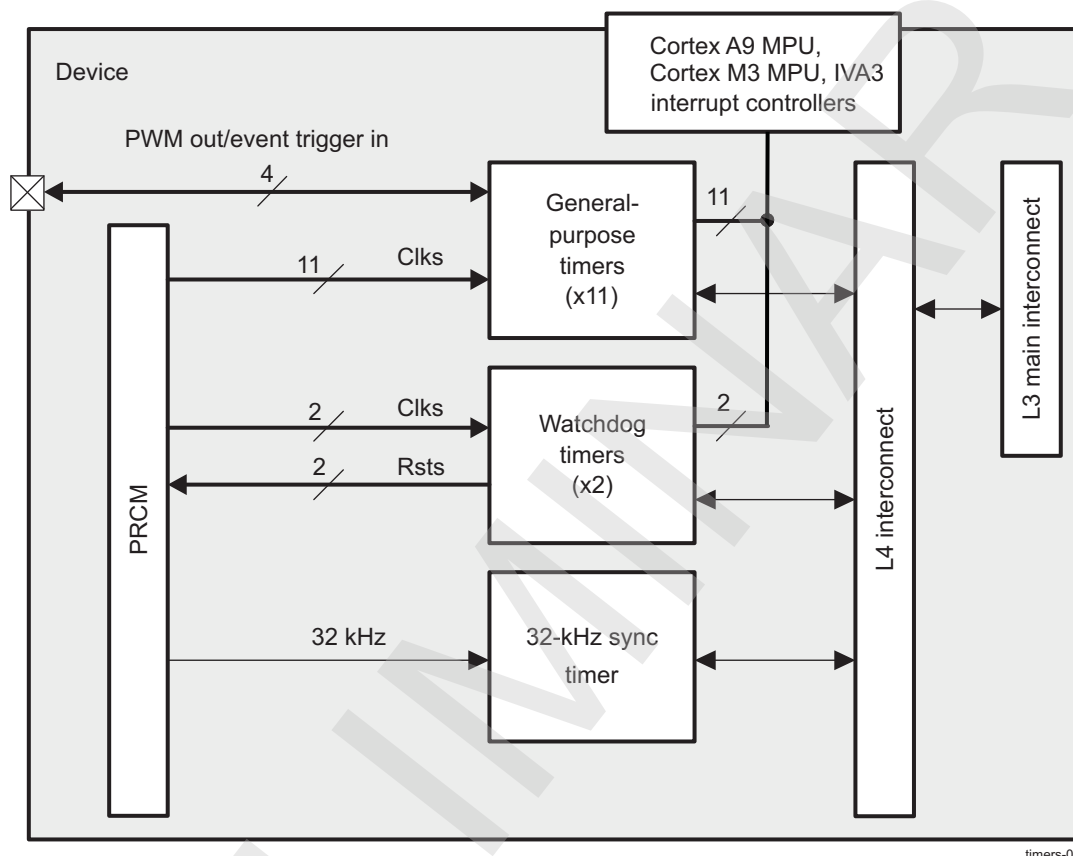 Cortex A9 MPU,
Cortex M3 MPU, IVA3
interrupt controllers
Device
PWM out/event trigger in
4
General-
purpose
timers
(x11)
11
11
Clks
L3 main interconnect
2
Clks
Watchdog
timers
(x2)
2
2
Rsts
PRCM
L4 interconnect
32 kHz
32-kHz sync
timer